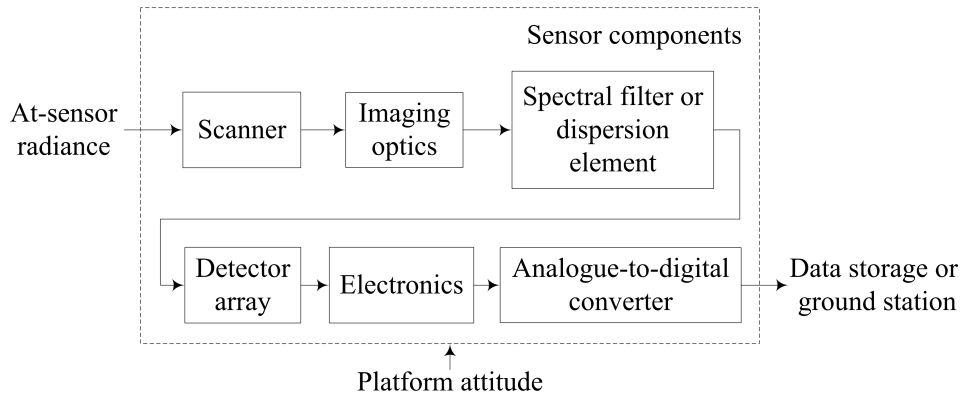 Sensor components
At-sensor
radiance
Scanner
Imaging
optics
Spectral filter or
dispersion
element
Detector
array
Electronics
Analogue-to-digital
converter
Data storage or
ground station
Platform attitude